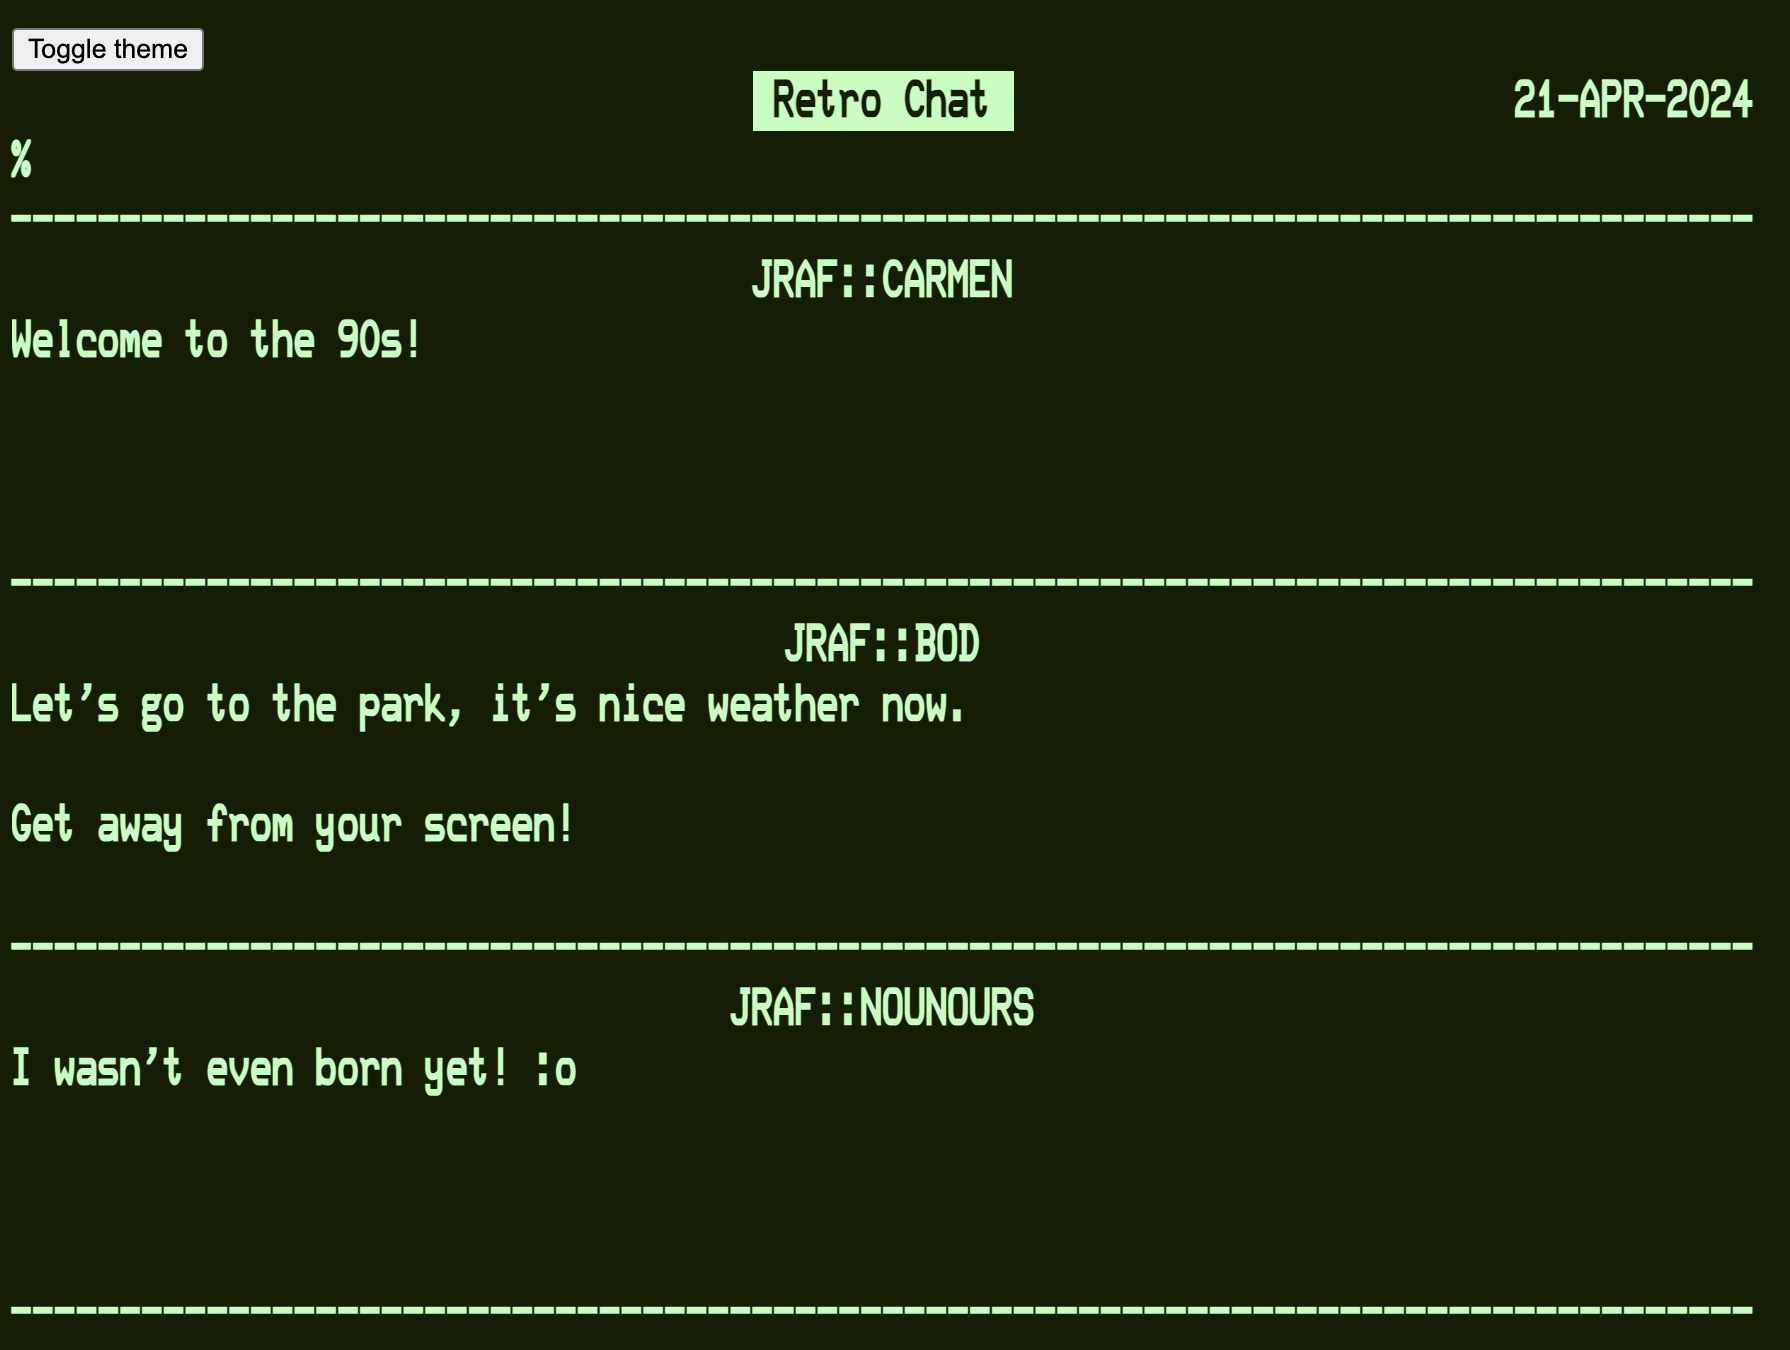 Toggle theme
Retro Chat 21-APR-2024
%
--------------------------------------------------------------------------------
JRAF::CARMEN
Welcome to the 90s!
--------------------------------------------------------------------------------
JRAF::BOD
Let's go to the park, it's nice weather now.
Get away from your screen!
--------------------------------------------------------------------------------
JRAF::NOUNOURS
I wasn't even born yet! :o
--------------------------------------------------------------------------------